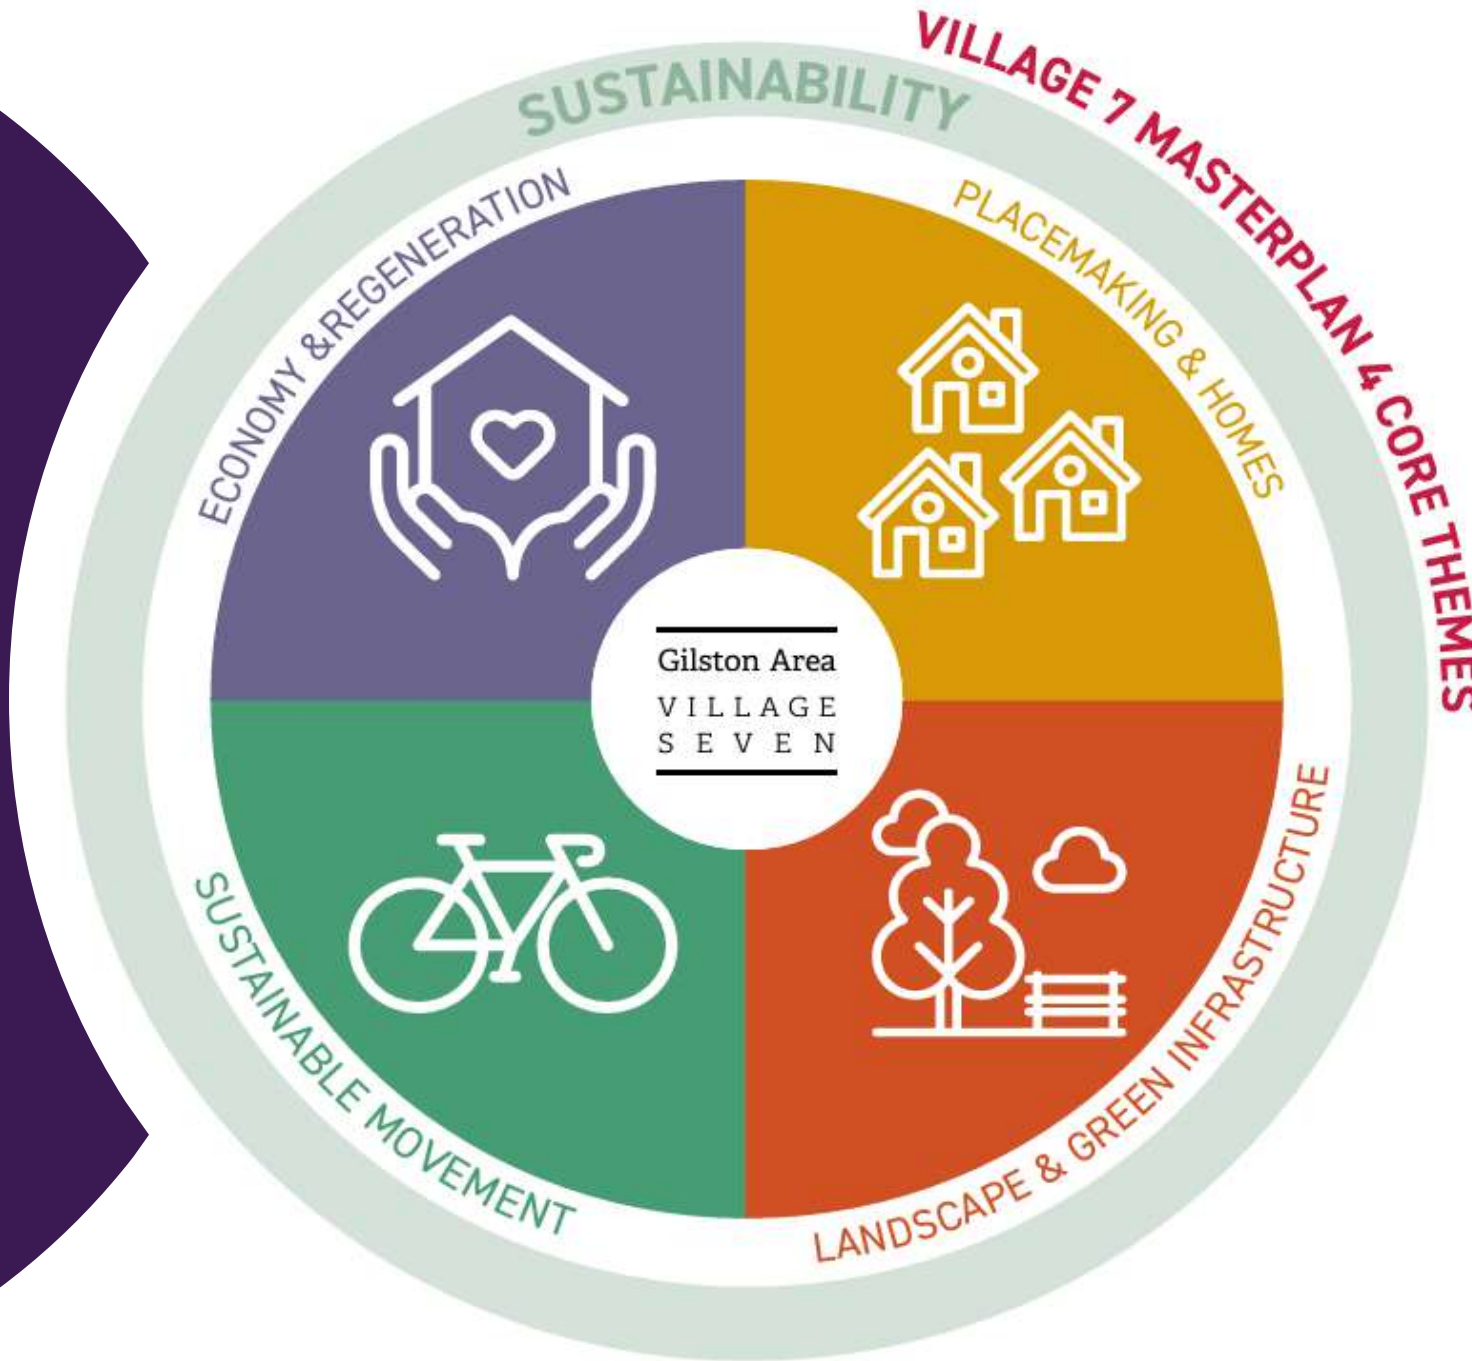 VILLAGE 7 MASTERPLAN 4 CORE THEMES
SUSTAINABILITY
ECONOMY &REGENERATION
PLACEMAKING & HOMES
Gilston Area
VILLAGE
SEVEN
SUSTAINABLE MOVEMENT
LANDSCAPE & GREEN INFRASTRUCTURE